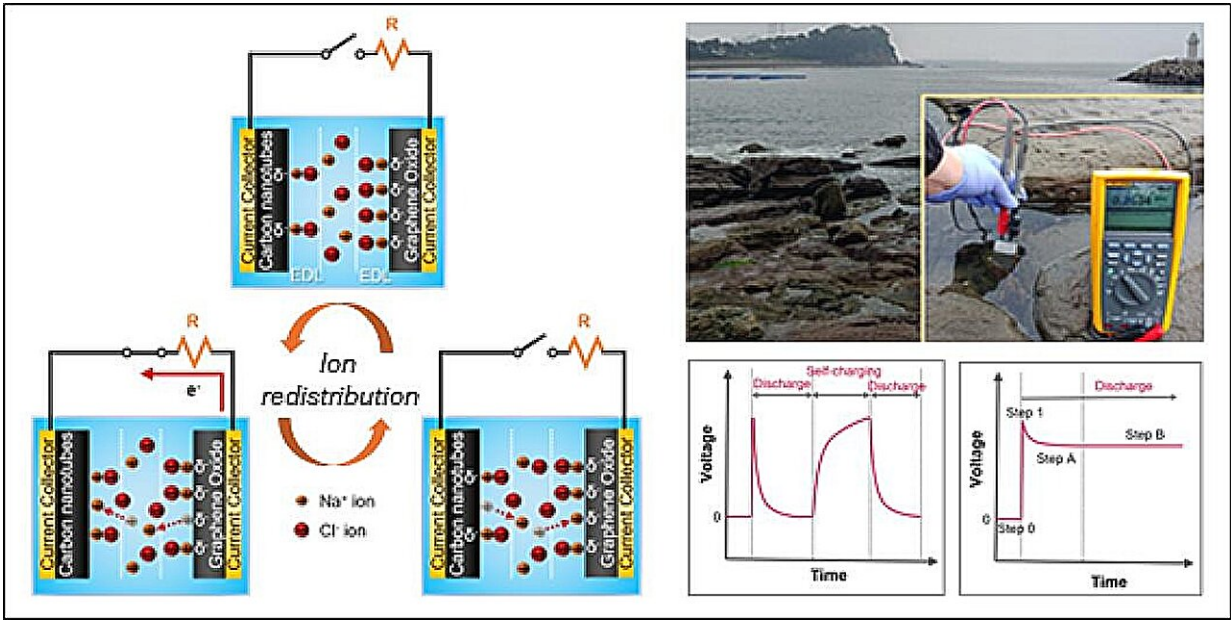 R
Current Collector
Carbon nanotubes
Graphene Oxide
Current Collector
EDL
EDL
R
e⁻
Current Collector
Carbon nanotubes
Graphene Oxide
Current Collector
Ion
redistribution
Na⁺ ion
Cl⁻ ion
R
Current Collector
Carbon nanotubes
Graphene Oxide
Current Collector
Self-charging
Discharge
Discharge
Voltage
0
Time
Discharge
Step 1
Step A
Step B
Voltage
0
Step 0
Time